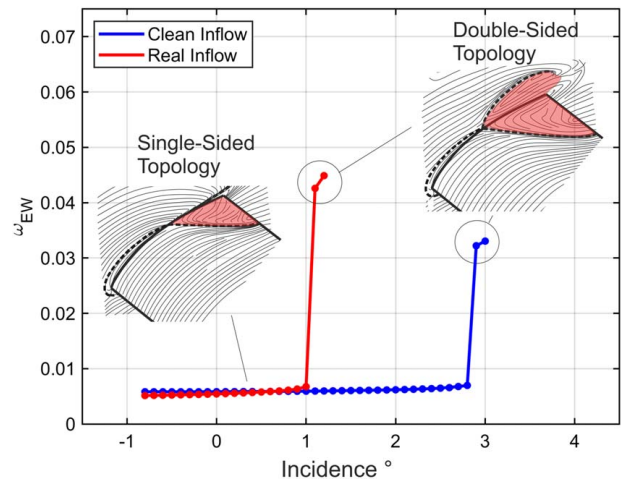 0.07
0.06
0.05
0.04
0.03
0.02
0.01
0
ωEW
Clean Inflow
Real Inflow
Single-Sided
Topology
Double-Sided
Topology
-1 0 1 2 3 4
Incidence °